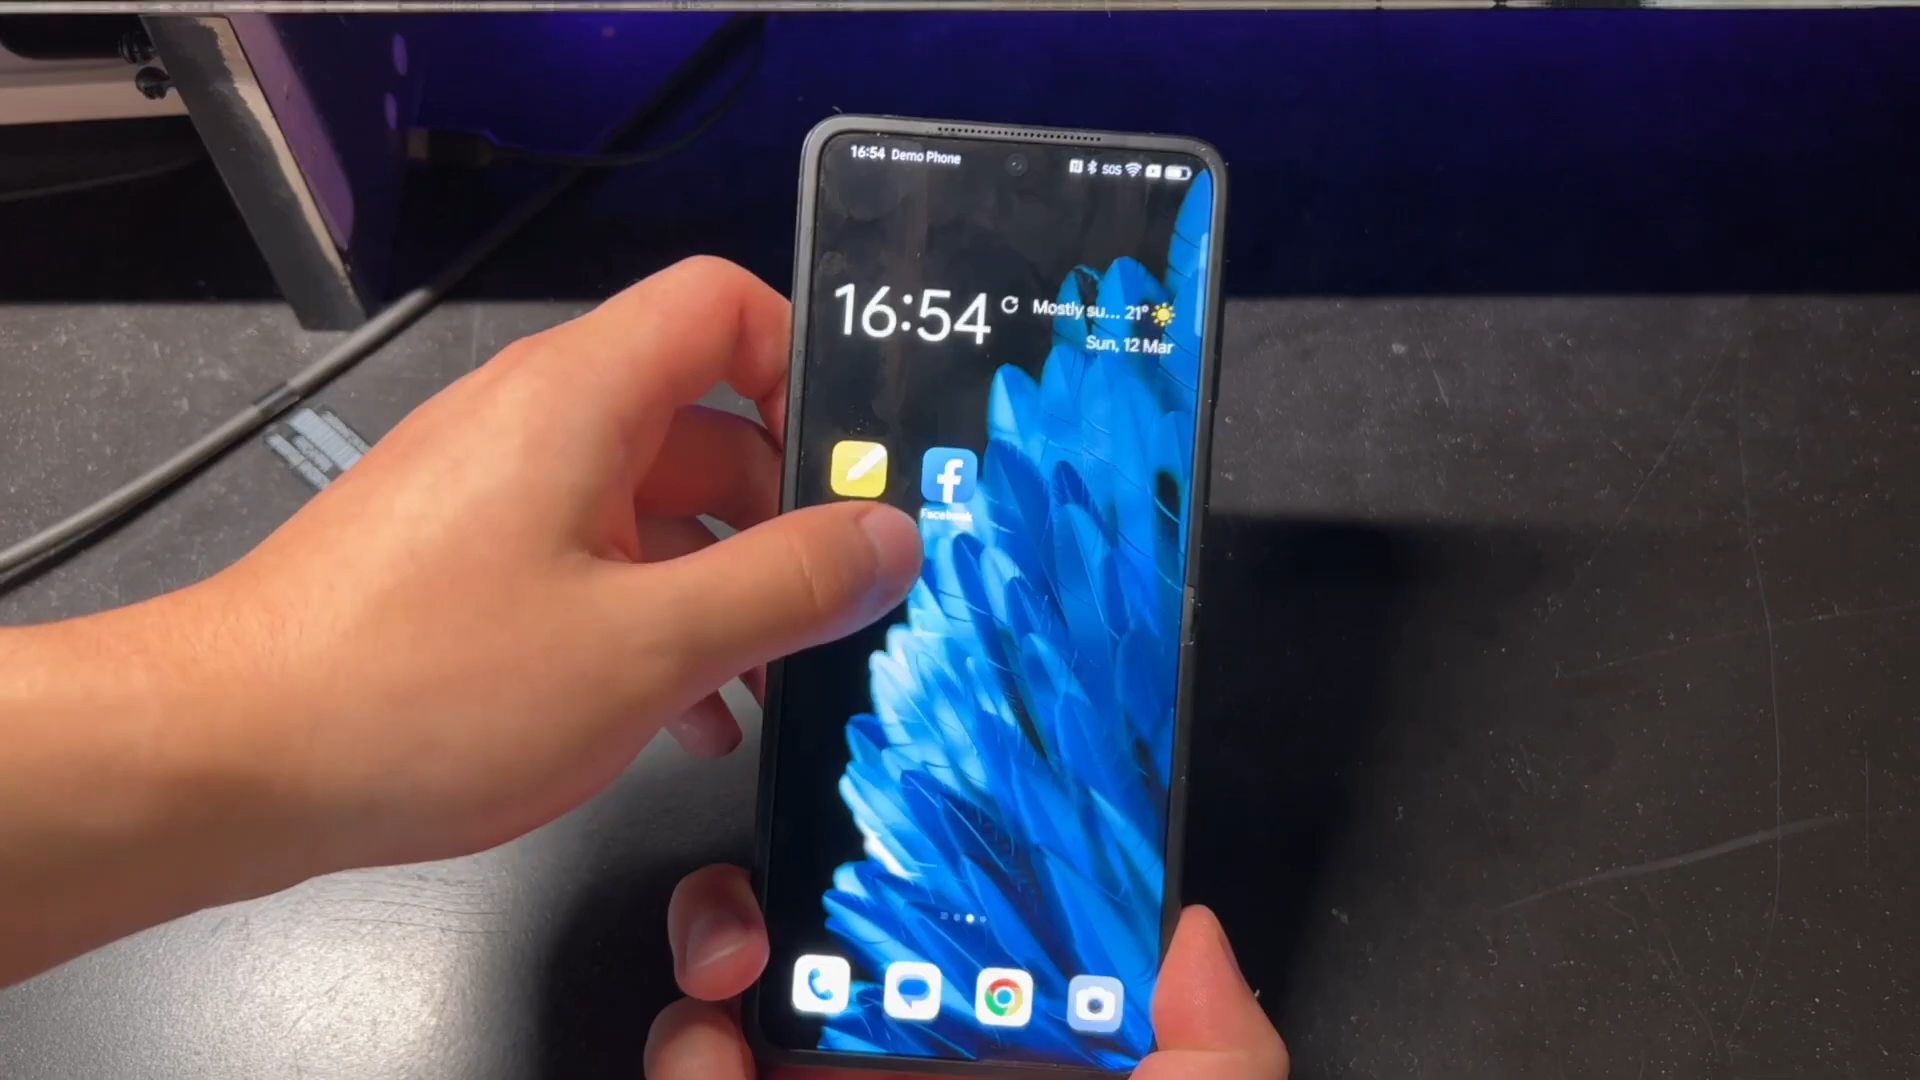 16:54 Demo Phone
SOS
16:54
Mostly su... 21°
Sun, 12 Mar
Facebook